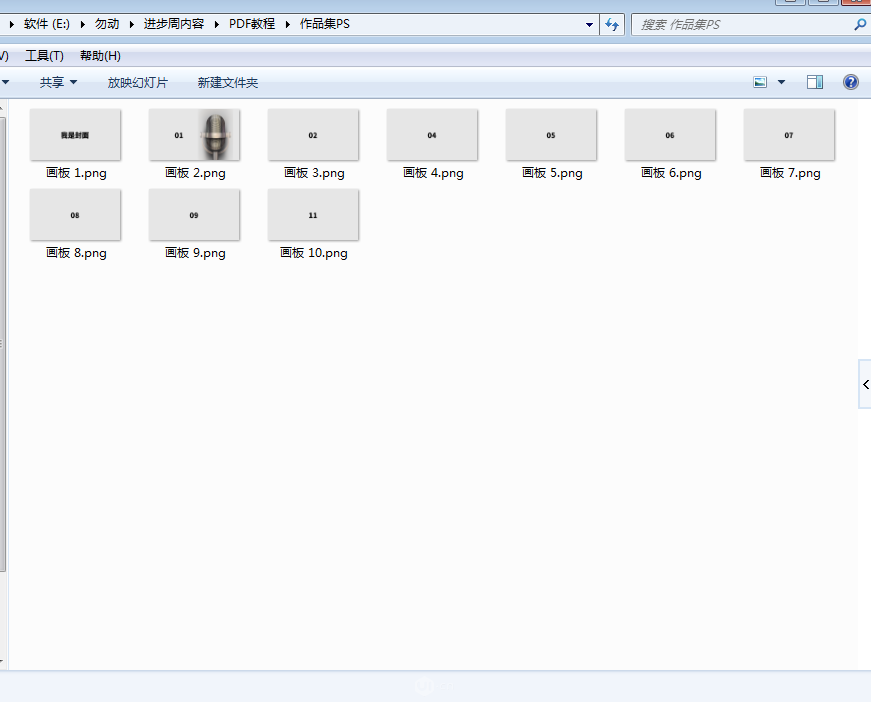 软件 (E:) 勿动 进步周内容 PDF教程 作品集PS 搜索 作品集PS
V) 工具(T) 帮助(H)
共享 放映幻灯片 新建文件夹
我是封面 01 02 04 05 06 07
画板 1.png 画板 2.png 画板 3.png 画板 4.png 画板 5.png 画板 6.png 画板 7.png
08 09 11
画板 8.png 画板 9.png 画板 10.png